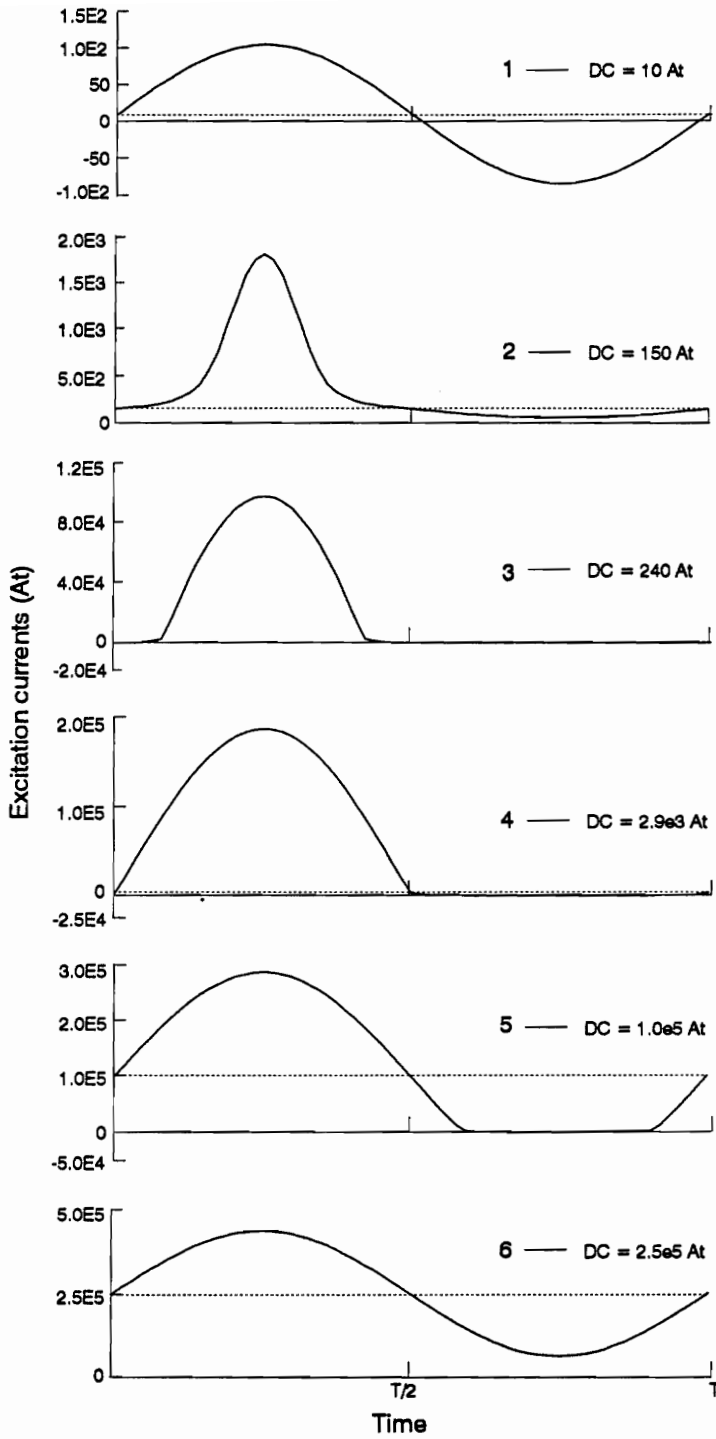 1.5E2
1.0E2
50
0
-50
-1.0E2
1 DC = 10 At
2.0E3
1.5E3
1.0E3
5.0E2
0
2 DC = 150 At
1.2E5
8.0E4
4.0E4
0
-2.0E4
3 DC = 240 At
Excitation currents (At)
2.0E5
1.0E5
0
-2.5E4
4 DC = 2.9e3 At
3.0E5
2.0E5
1.0E5
0
-5.0E4
5 DC = 1.0e5 At
5.0E5
2.5E5
0
6 DC = 2.5e5 At
T/2
T
Time